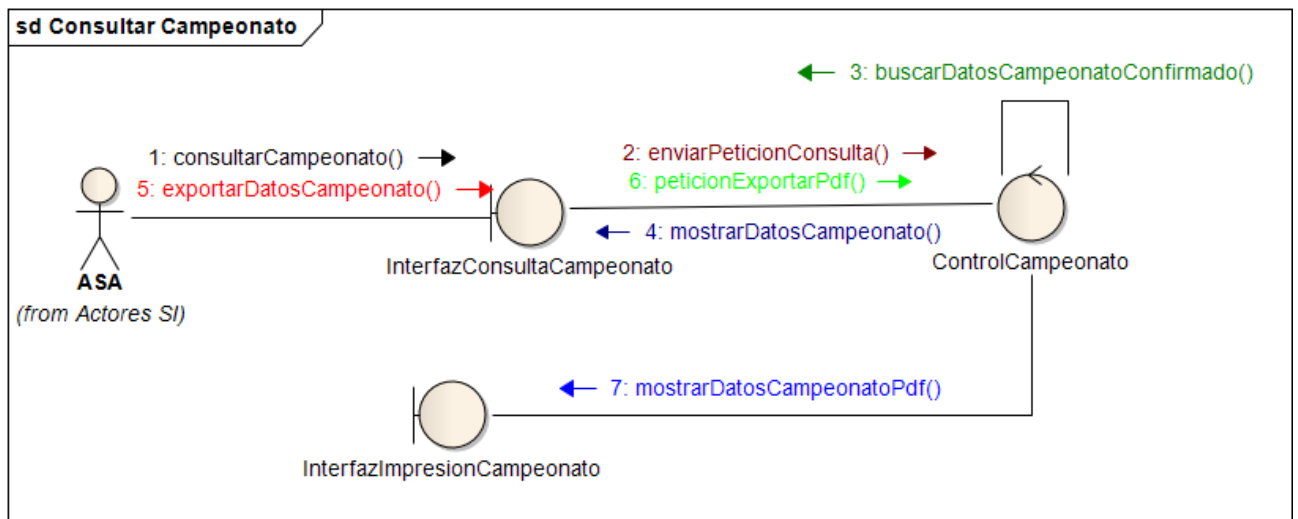 sd Consultar Campeonato
3: buscarDatosCampeonatoConfirmado()
1: consultarCampeonato()
2: enviarPeticionConsulta()
5: exportarDatosCampeonato()
6: peticionExportarPdf()
4: mostrarDatosCampeonato()
InterfazConsultaCampeonato
ControlCampeonato
ASA
(from Actores SI)
7: mostrarDatosCampeonatoPdf()
InterfazImpresionCampeonato